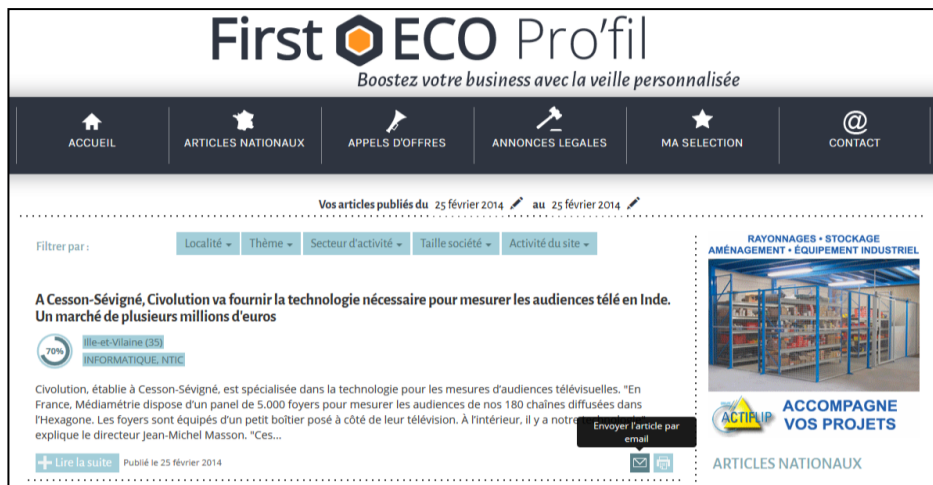 First ECO Pro'fil
Boostez votre business avec la veille personnalisée
ACCUEIL
ARTICLES NATIONAUX
APPELS D'OFFRES
ANNONCES LEGALES
MA SELECTION
@
CONTACT
Vos articles publiés du 25 février 2014 au 25 février 2014
Filtrer par :
Localité
Thème
Secteur d'activité
Taille société
Activité du site
A Cesson-Sévigné, Civolution va fournir la technologie nécessaire pour mesurer les audiences télé en Inde.
Un marché de plusieurs millions d'euros
70%
Ille-et-Vilaine (35)
INFORMATIQUE, NTIC
Civolution, établie à Cesson-Sévigné, est spécialisée dans la technologie pour les mesures d'audiences télévisuelles. "En
France, Médiamétrie dispose d'un panel de 5.000 foyers pour mesurer les audiences de nos 180 chaînes diffusées dans
l'Hexagone. Les foyers sont équipés d'un petit boîtier posé à côté de leur télévision. À l'intérieur, il y a notre
explique le directeur Jean-Michel Masson. "Ces...
Envoyer l'article par
email
Lire la suite Publié le 25 février 2014
RAYONNAGES • STOCKAGE
AMÉNAGEMENT • ÉQUIPEMENT INDUSTRIEL
ACTIFLIP
ACCOMPAGNE
VOS PROJETS
ARTICLES NATIONAUX